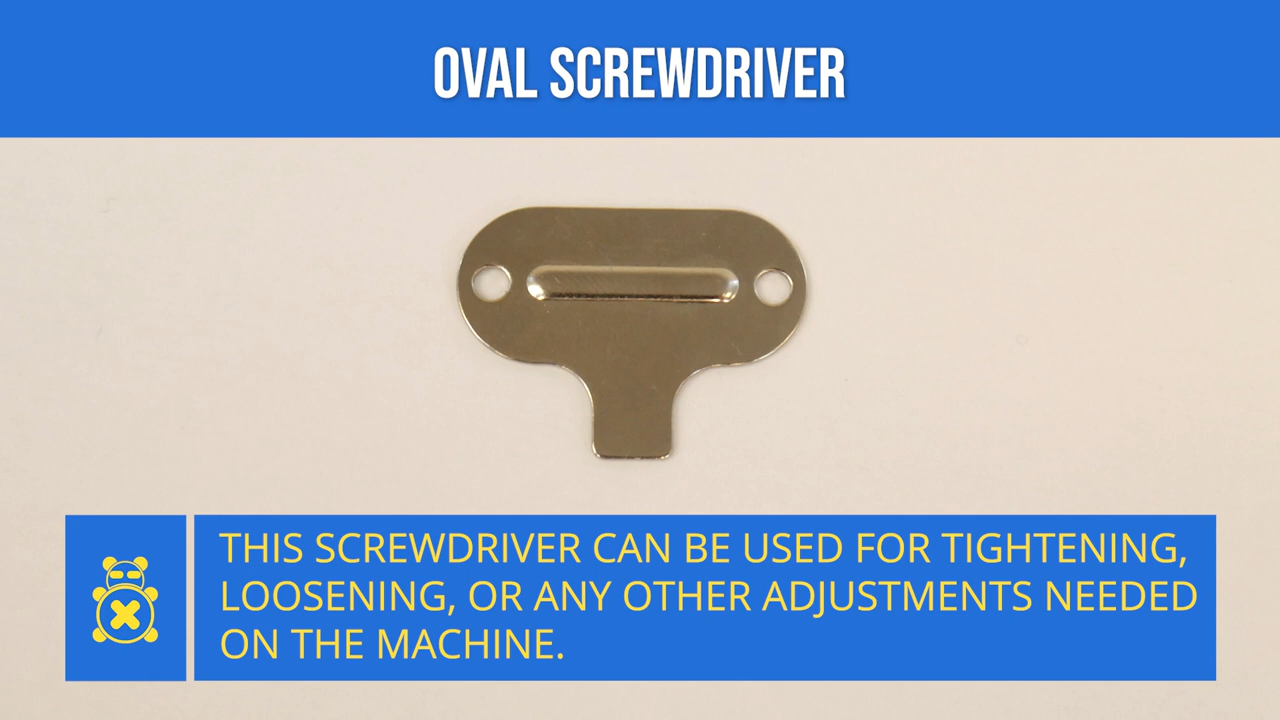 OVAL SCREWDRIVER
THIS SCREWDRIVER CAN BE USED FOR TIGHTENING,
LOOSENING, OR ANY OTHER ADJUSTMENTS NEEDED
ON THE MACHINE.